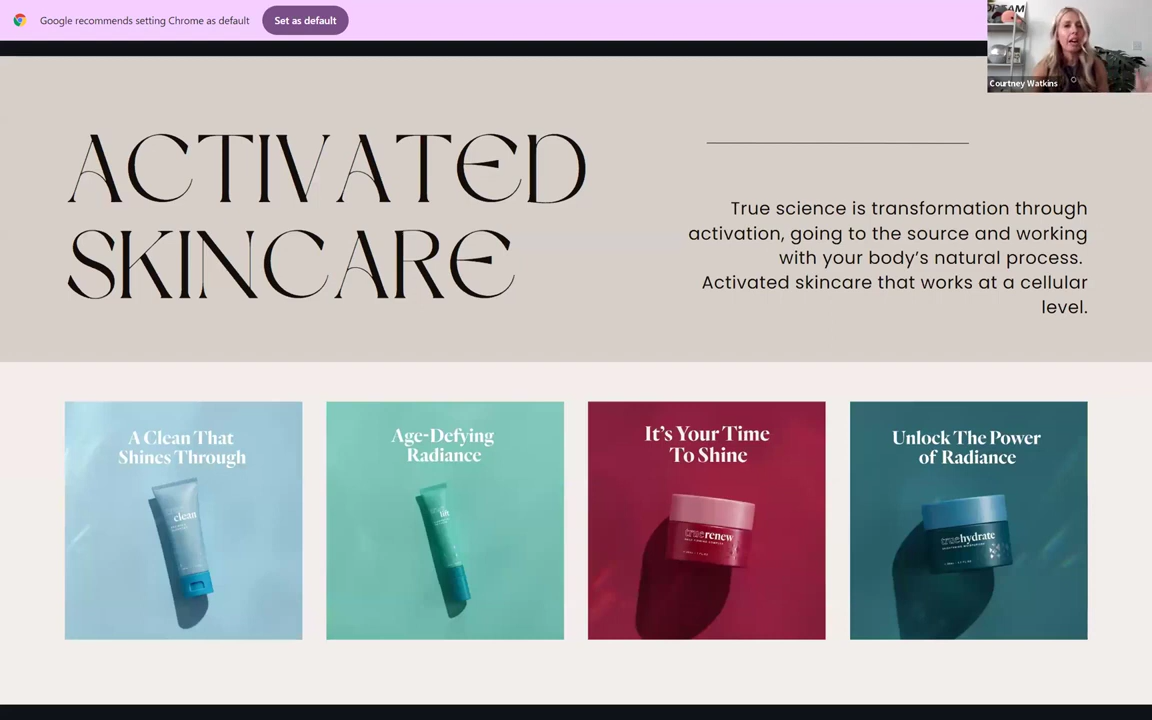 Google recommends setting Chrome as default
Set as default
DREAM
Courtney Watkins
ACTIVATED
SKINCARE
True science is transformation through
activation, going to the source and working
with your body's natural process.
Activated skincare that works at a cellular
level.
A Clean That
Shines Through
clean
Age-Defying
Radiance
lift
It's Your Time
To Shine
truerenew
Unlock The Power
of Radiance
truehydrate